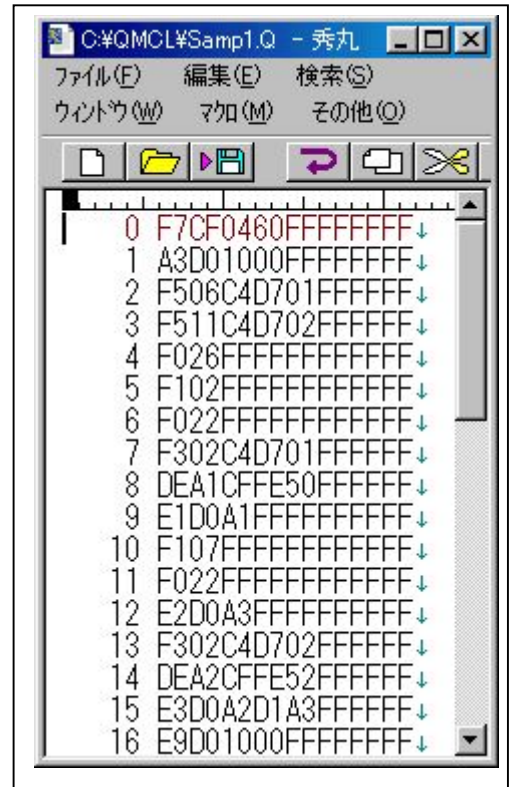 C:¥QMCL¥Samp1.Q - 秀丸
ファイル(F) 編集(E) 検索(S)
ウィンドウ(W) マクロ(M) その他(O)
0 F7CF0460FFFFFFFF↓
1 A3D01000FFFFFFFF↓
2 F506C4D701FFFFFF↓
3 F511C4D702FFFFFF↓
4 F026FFFFFFFFFFFF↓
5 F102FFFFFFFFFFFF↓
6 F022FFFFFFFFFFFF↓
7 F302C4D701FFFFFF↓
8 DEA1CFFE50FFFFFF↓
9 E1D0A1FFFFFFFFFF↓
10 F107FFFFFFFFFFFF↓
11 F022FFFFFFFFFFFF↓
12 E2D0A3FFFFFFFFFF↓
13 F302C4D702FFFFFF↓
14 DEA2CFFE52FFFFFF↓
15 E3D0A2D1A3FFFFFF↓
16 E9D01000FFFFFFFF↓